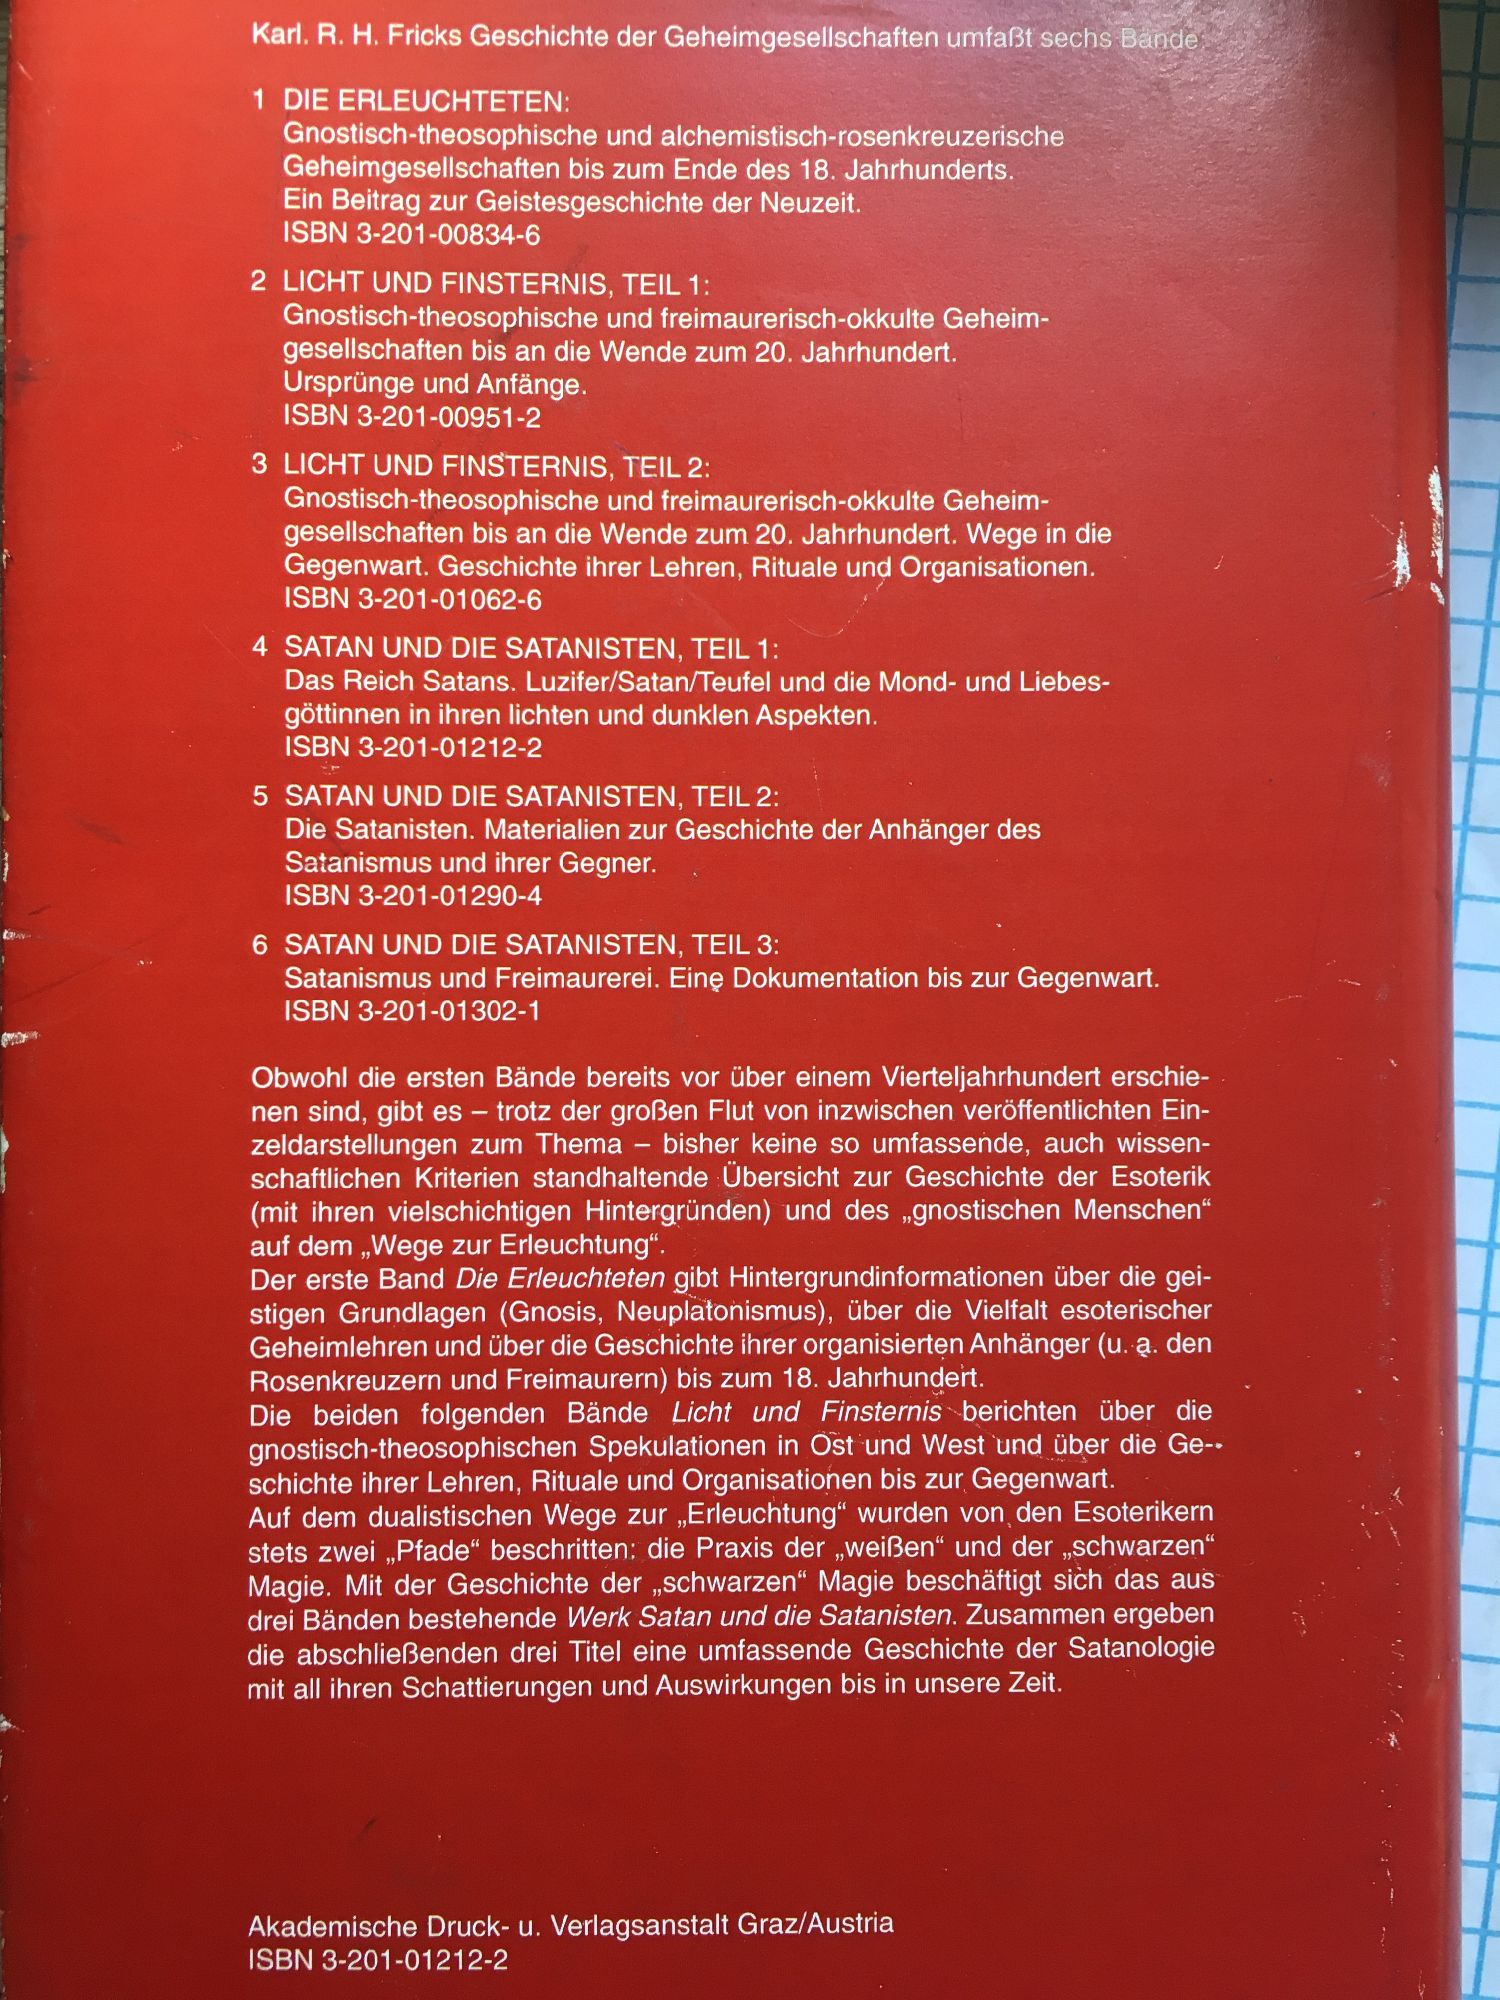 Karl. R. H. Fricks Geschichte der Geheimgesellschaften umfaßt sechs Bände:
1 DIE ERLEUCHTETEN:
Gnostisch-theosophische und alchemistisch-rosenkreuzerische
Geheimgesellschaften bis zum Ende des 18. Jahrhunderts.
Ein Beitrag zur Geistesgeschichte der Neuzeit.
ISBN 3-201-00834-6
2 LICHT UND FINSTERNIS, TEIL 1:
Gnostisch-theosophische und freimaurerisch-okkulte Geheim-
gesellschaften bis an die Wende zum 20. Jahrhundert.
Ursprünge und Anfänge.
ISBN 3-201-00951-2
3 LICHT UND FINSTERNIS, TEIL 2:
Gnostisch-theosophische und freimaurerisch-okkulte Geheim-
gesellschaften bis an die Wende zum 20. Jahrhundert. Wege in die
Gegenwart. Geschichte ihrer Lehren, Rituale und Organisationen.
ISBN 3-201-01062-6
4 SATAN UND DIE SATANISTEN, TEIL 1:
Das Reich Satans. Luzifer/Satan/Teufel und die Mond- und Liebes-
göttinnen in ihren lichten und dunklen Aspekten.
ISBN 3-201-01212-2
5 SATAN UND DIE SATANISTEN, TEIL 2:
Die Satanisten. Materialien zur Geschichte der Anhänger des
Satanismus und ihrer Gegner.
ISBN 3-201-01290-4
6 SATAN UND DIE SATANISTEN, TEIL 3:
Satanismus und Freimaurerei. Eine Dokumentation bis zur Gegenwart.
ISBN 3-201-01302-1
Obwohl die ersten Bände bereits vor über einem Vierteljahrhundert erschie-
nen sind, gibt es – trotz der großen Flut von inzwischen veröffentlichten Ein-
zeldarstellungen zum Thema – bisher keine so umfassende, auch wissen-
schaftlichen Kriterien standhaltende Übersicht zur Geschichte der Esoterik
(mit ihren vielschichtigen Hintergründen) und des „gnostischen Menschen“
auf dem „Wege zur Erleuchtung“.
Der erste Band Die Erleuchteten gibt Hintergrundinformationen über die gei-
stigen Grundlagen (Gnosis, Neuplatonismus), über die Vielfalt esoterischer
Geheimlehren und über die Geschichte ihrer organisierten Anhänger (u. a. den
Rosenkreuzern und Freimaurern) bis zum 18. Jahrhundert.
Die beiden folgenden Bände Licht und Finsternis berichten über die
gnostisch-theosophischen Spekulationen in Ost und West und über die Ge-
schichte ihrer Lehren, Rituale und Organisationen bis zur Gegenwart.
Auf dem dualistischen Wege zur „Erleuchtung“ wurden von den Esoterikern
stets zwei „Pfade“ beschritten: die Praxis der „weißen“ und der „schwarzen“
Magie. Mit der Geschichte der „schwarzen“ Magie beschäftigt sich das aus
drei Bänden bestehende Werk Satan und die Satanisten. Zusammen ergeben
die abschließenden drei Titel eine umfassende Geschichte der Satanologie
mit all ihren Schattierungen und Auswirkungen bis in unsere Zeit.
Akademische Druck- u. Verlagsanstalt Graz/Austria
ISBN 3-201-01212-2